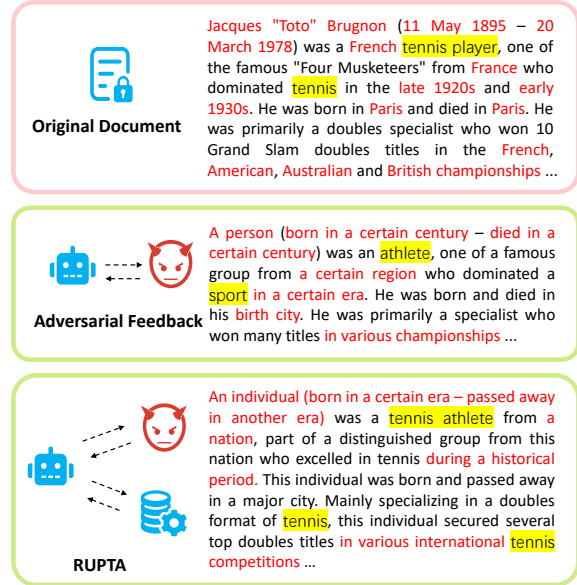 Original Document
Jacques "Toto" Brugnon (11 May 1895 – 20
March 1978) was a French tennis player, one of
the famous "Four Musketeers" from France who
dominated tennis in the late 1920s and early
1930s. He was born in Paris and died in Paris. He
was primarily a doubles specialist who won 10
Grand Slam doubles titles in the French,
American, Australian and British championships ...
Adversarial Feedback
A person (born in a certain century – died in a
certain century) was an athlete, one of a famous
group from a certain region who dominated a
sport in a certain era. He was born and died in
his birth city. He was primarily a specialist who
won many titles in various championships ...
RUPTA
An individual (born in a certain era – passed away
in another era) was a tennis athlete from a
nation, part of a distinguished group from this
nation who excelled in tennis during a historical
period. This individual was born and passed away
in a major city. Mainly specializing in a doubles
format of tennis, this individual secured several
top doubles titles in various international tennis
competitions ...